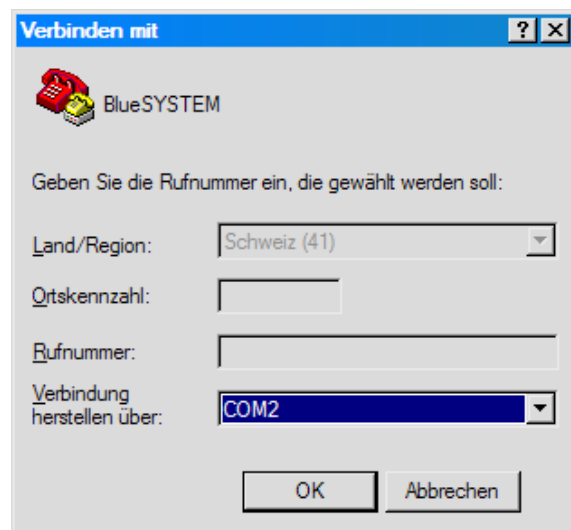 Verbinden mit
BlueSYSTEM
Geben Sie die Rufnummer ein, die gewählt werden soll:
Land/Region: Schweiz (41)
Ortskennzahl:
Rufnummer:
Verbindung
herstellen über: COM2
OK Abbrechen